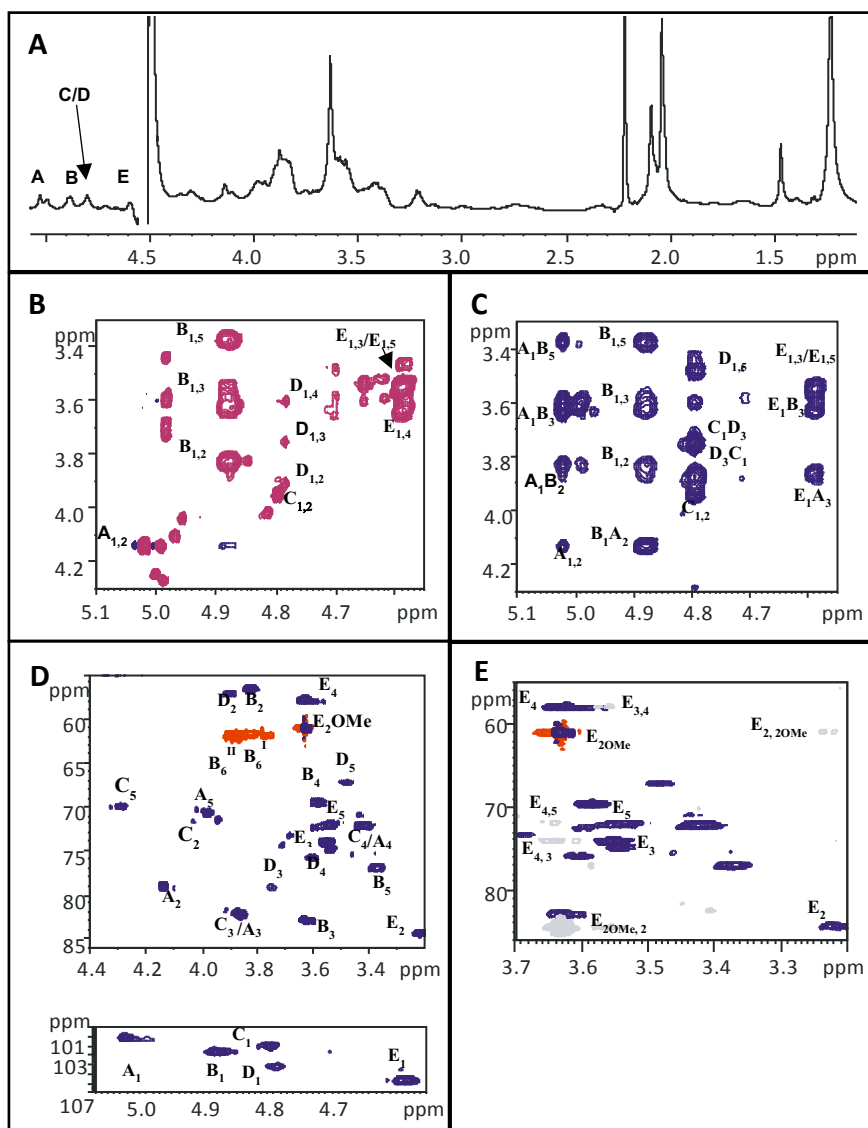 A
C/D
A B E
4.5 4.0 3.5 3.0 2.5 2.0 1.5 ppm
B
ppm
3.4
3.6
3.8
4.0
4.2
B1,5
E1,3/E1,5
B1,3
D1,4
E1,4
D1,3
B1,2
D1,2
C1,2
A1,2
5.1 5.0 4.9 4.8 4.7 ppm
C
ppm
3.4
3.6
3.8
4.0
4.2
A1B5
B1,5
D1,5
E1,3/E1,5
A1B3
B1,3
E1B3
C1D3
D3C1
A1B2
B1,2
E1A3
C1,2
A1,2
B1A2
5.1 5.0 4.9 4.8 4.7 ppm
D
ppm
60
65
70
75
80
85
D2 B2 E4
E2OMe
II I
B6 B6
D5
C5 A5 B4
E5
C2
C4/A4
E3
D3 D4
B5
A2
C3/A3
B3
E2
4.4 4.2 4.0 3.8 3.6 3.4 ppm
ppm
101
103
107
C1
E1
A1 B1 D1
5.0 4.9 4.8 4.7 ppm
E
ppm
60
70
80
E4 E3,4
E2OMe
E2, 2OMe
E4,5 E5
E4, 3 E3
E2OMe, 2
E2
3.7 3.6 3.5 3.4 3.3 ppm